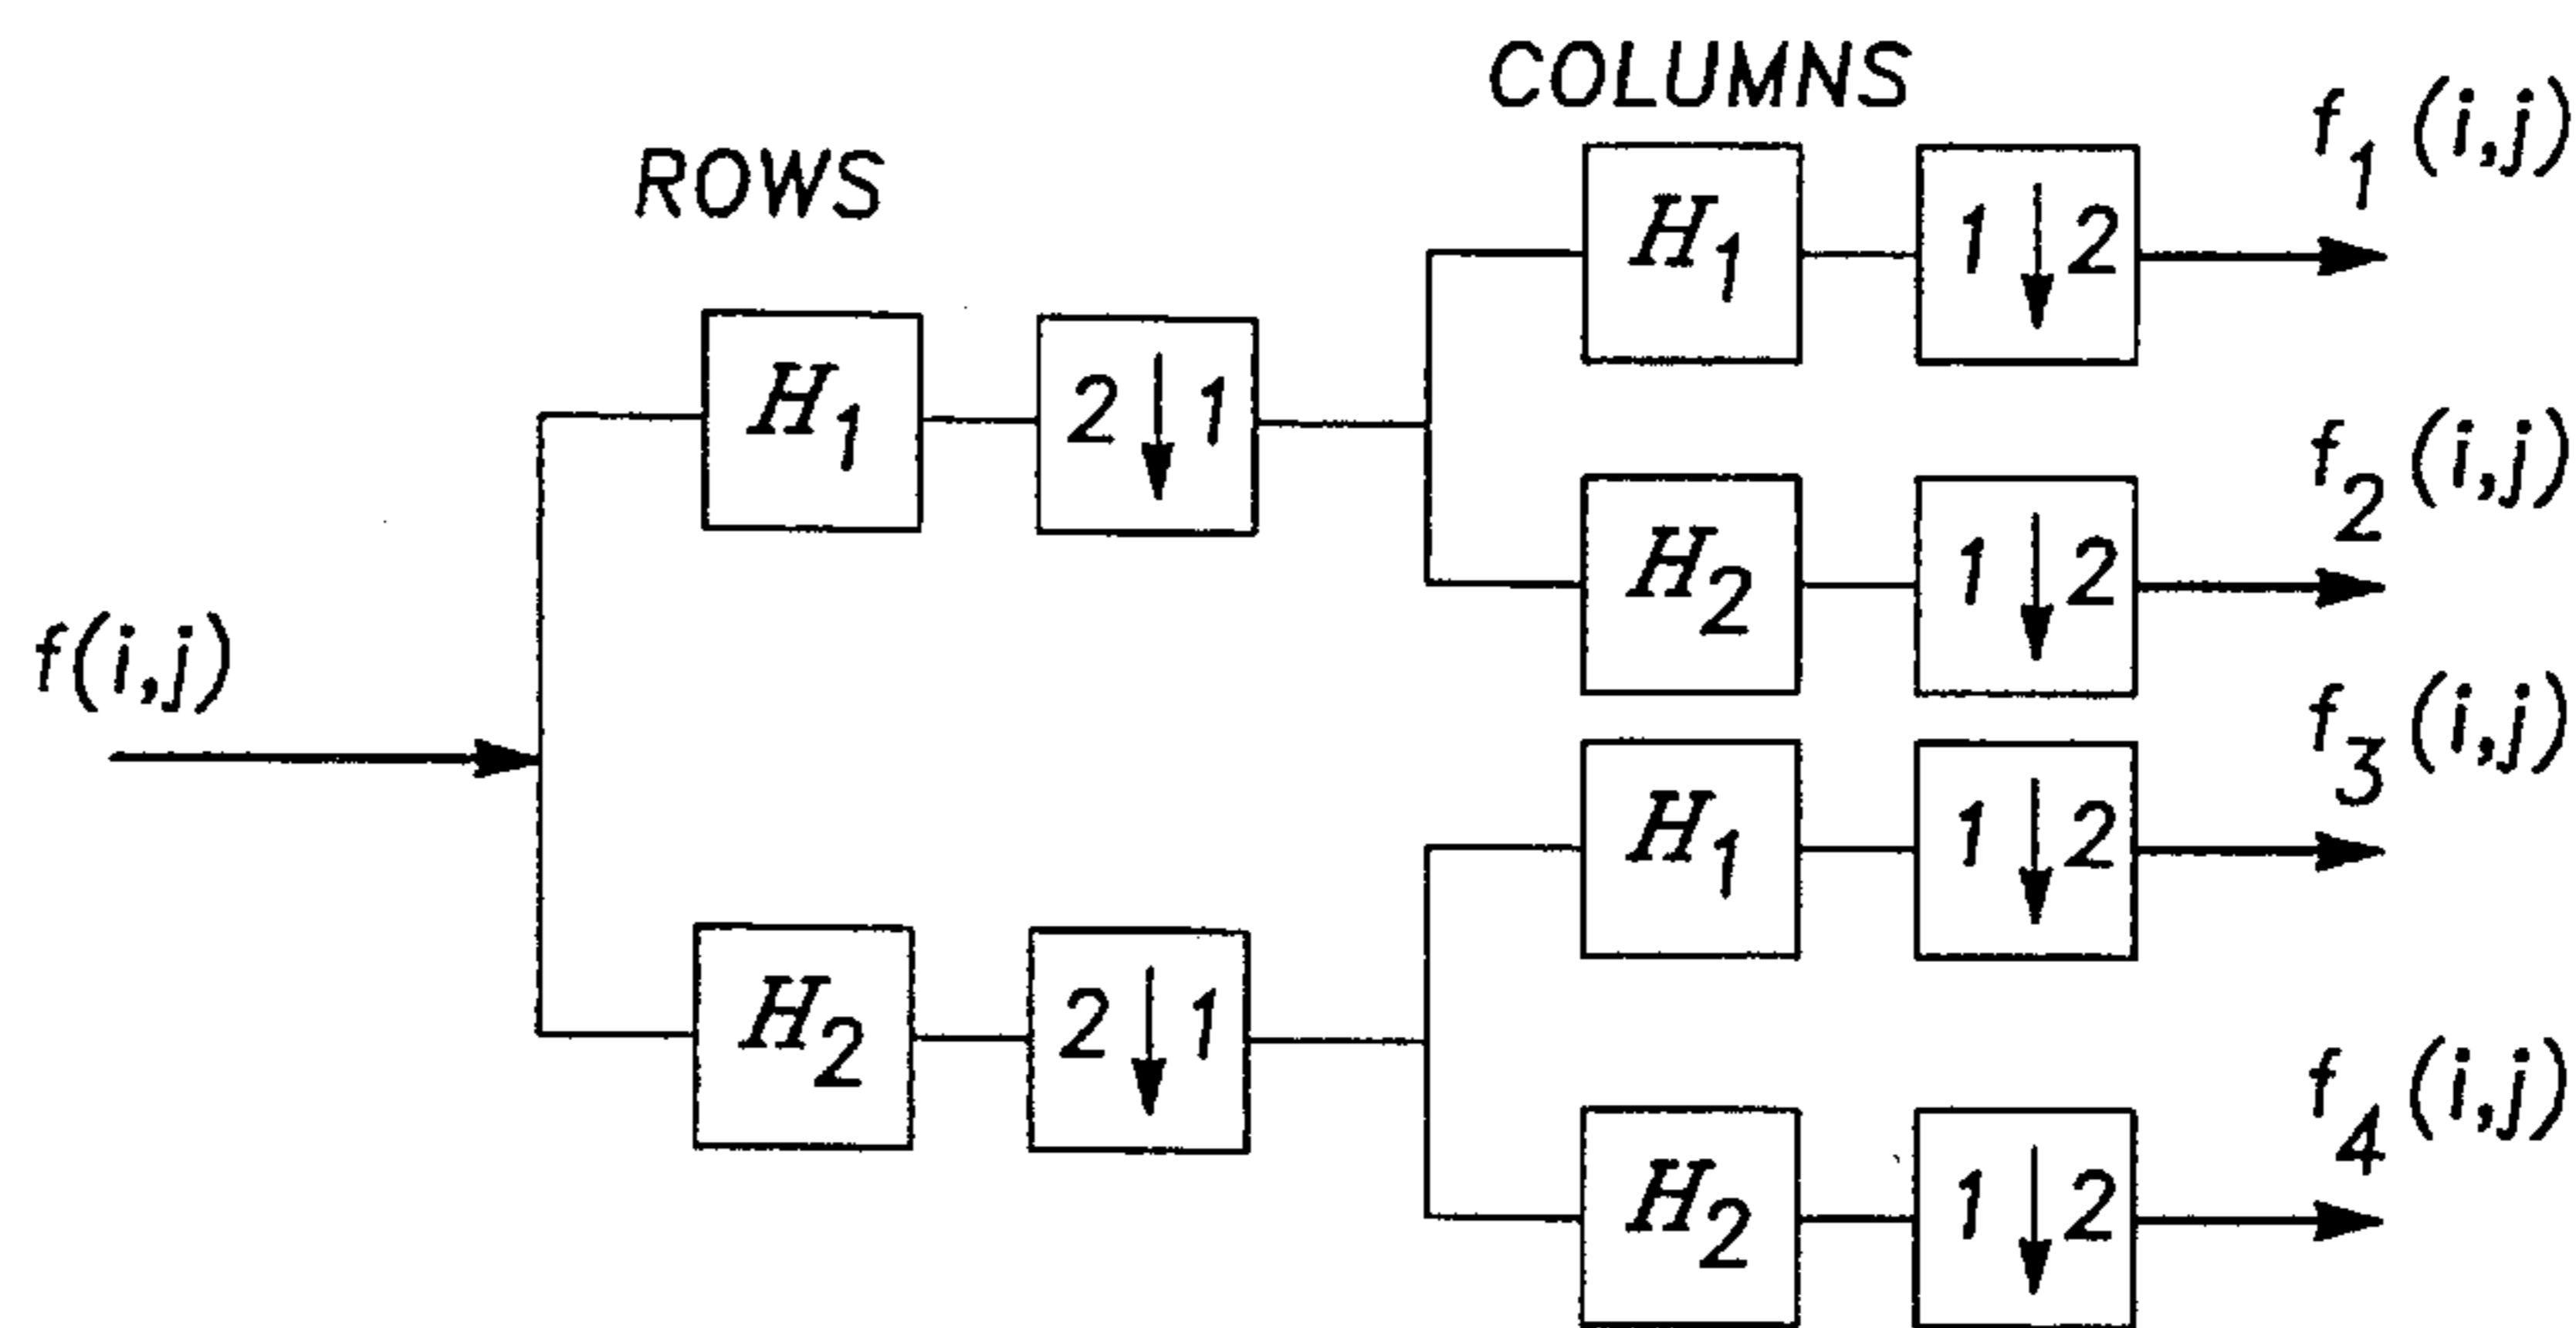 COLUMNS
ROWS
f1 (i,j)
H1 1↓2
H1 2↓1
f2 (i,j)
H2 1↓2
f(i,j)
f3 (i,j)
H1 1↓2
H2 2↓1
f4 (i,j)
H2 1↓2